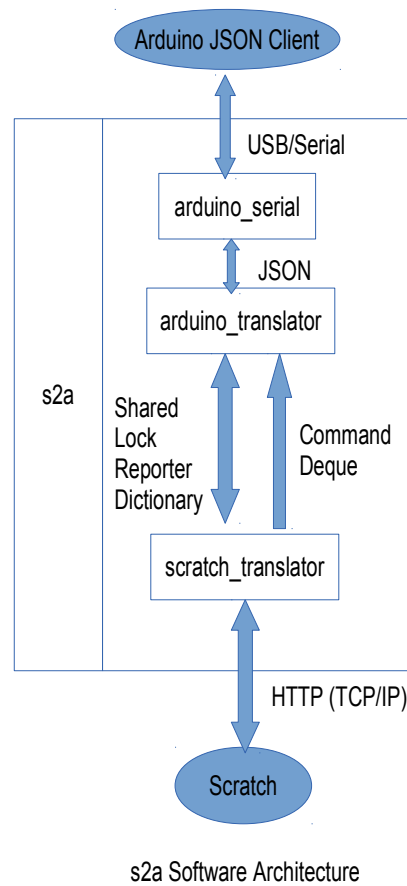 Arduino JSON Client
USB/Serial
arduino_serial
JSON
arduino_translator
s2a
Shared
Lock
Reporter
Dictionary
Command
Deque
scratch_translator
HTTP (TCP/IP)
Scratch
s2a Software Architecture